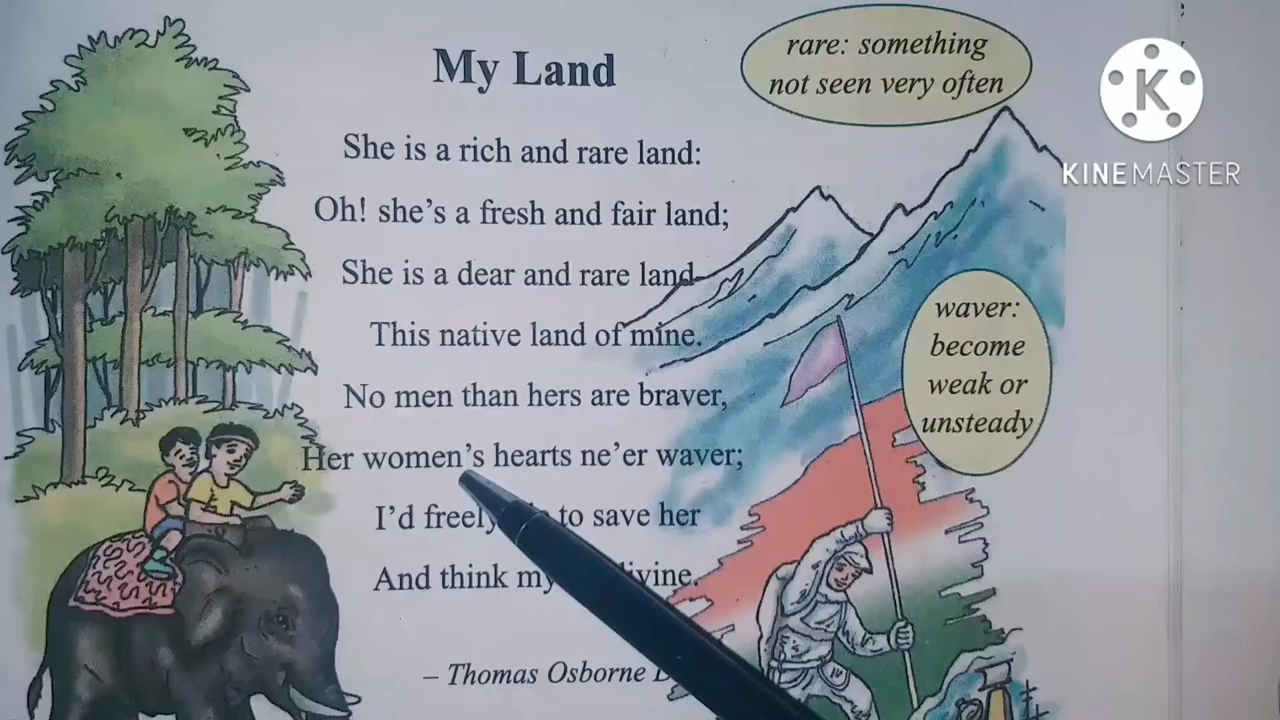 My Land
rare: something
not seen very often
KINEMASTER
She is a rich and rare land:
Oh! she's a fresh and fair land;
She is a dear and rare land
This native land of mine.
No men than hers are braver,
Her women's hearts ne'er waver;
I'd freely to save her
And think my
– Thomas Osborne
waver:
become
weak or
unsteady